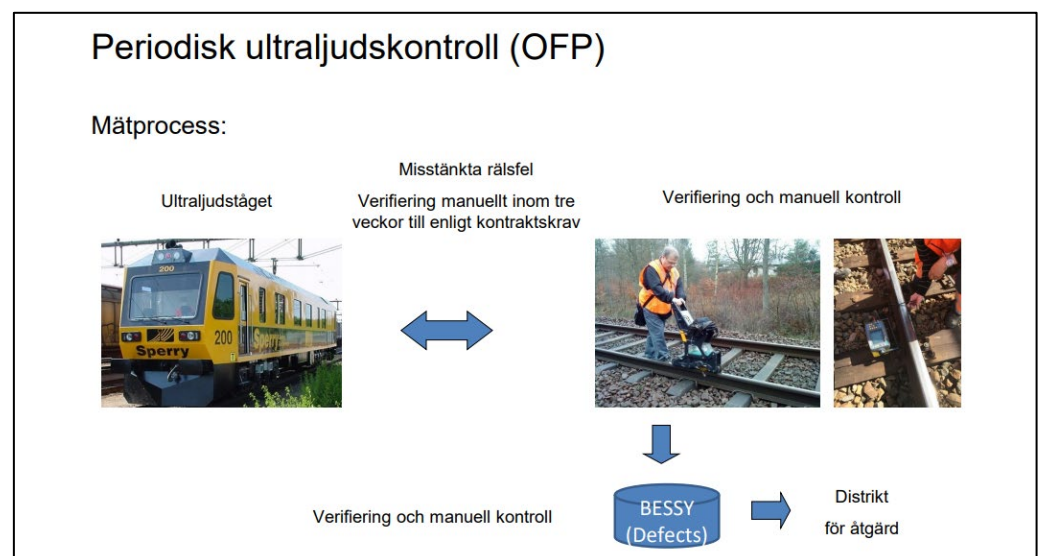 Periodisk ultraljudskontroll (OFP)
Mätprocess:
Misstänkta rälsfel
Ultraljudståget
Verifiering manuellt inom tre
veckor till enligt kontraktskrav
Verifiering och manuell kontroll
200
200
Sperry
Sperry
BESSY
(Defects)
Verifiering och manuell kontroll
Distrikt
för åtgärd